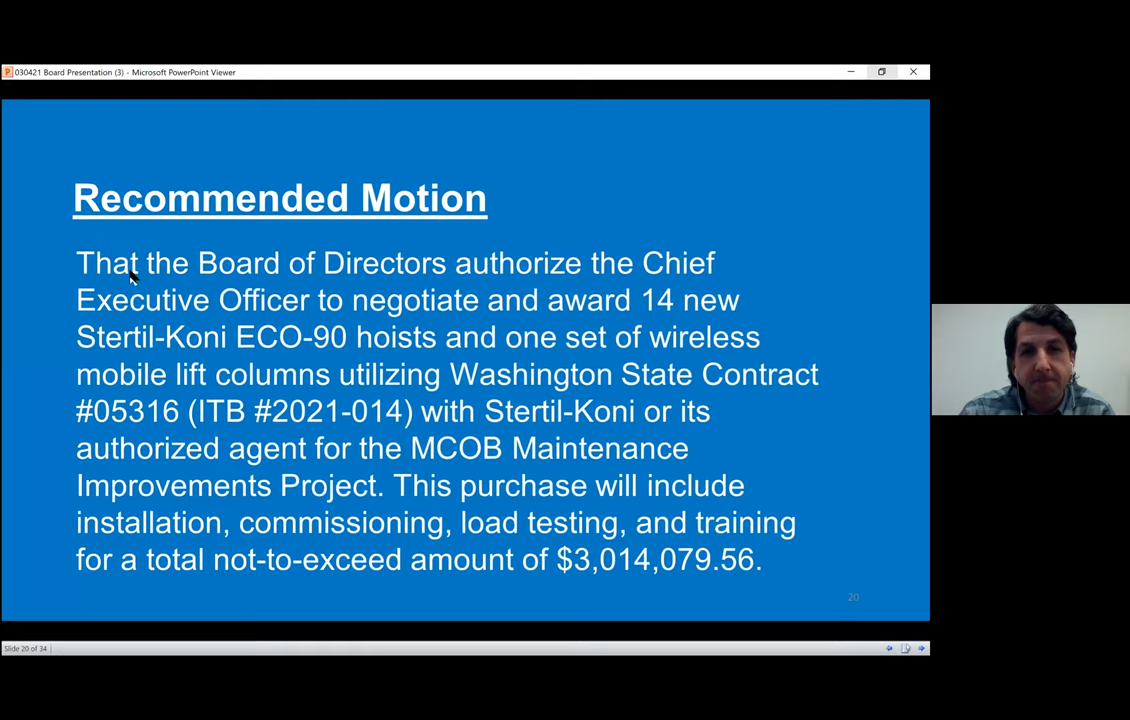 030421 Board Presentation (3) - Microsoft PowerPoint Viewer
Recommended Motion
That the Board of Directors authorize the Chief
Executive Officer to negotiate and award 14 new
Stertil-Koni ECO-90 hoists and one set of wireless
mobile lift columns utilizing Washington State Contract
#05316 (ITB #2021-014) with Stertil-Koni or its
authorized agent for the MCOB Maintenance
Improvements Project. This purchase will include
installation, commissioning, load testing, and training
for a total not-to-exceed amount of $3,014,079.56.
20
Slide 20 of 34